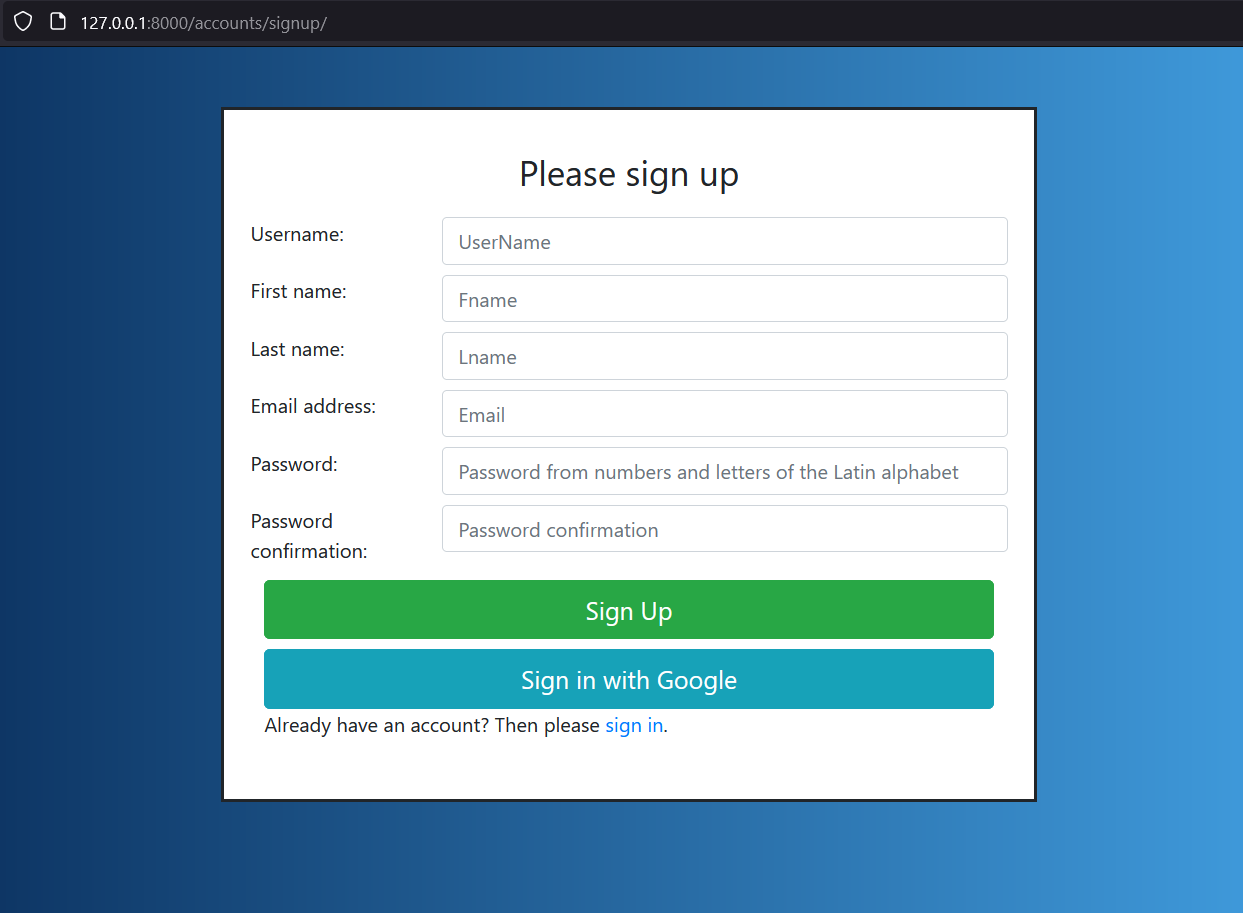 127.0.0.1:8000/accounts/signup/
Please sign up
Username:
UserName
First name:
Fname
Last name:
Lname
Email address:
Email
Password:
Password from numbers and letters of the Latin alphabet
Password
confirmation:
Password confirmation
Sign Up
Sign in with Google
Already have an account? Then please sign in.